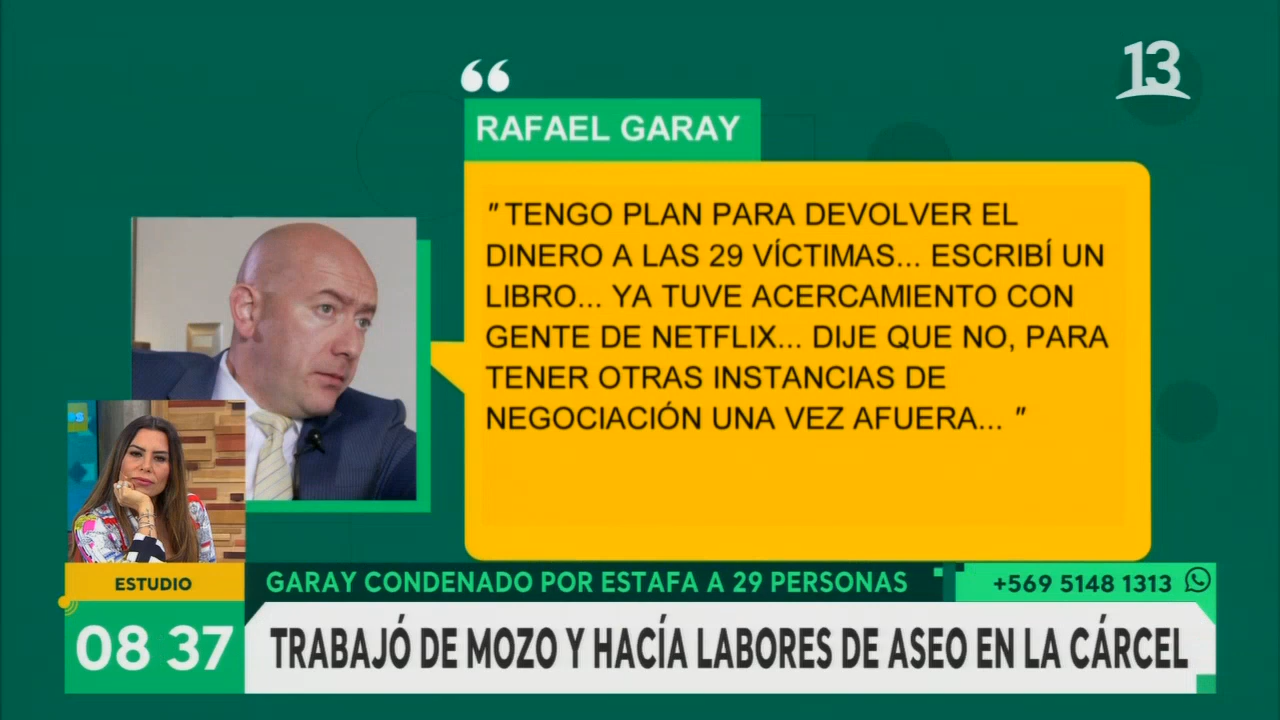 13
“
RAFAEL GARAY
" TENGO PLAN PARA DEVOLVER EL
DINERO A LAS 29 VÍCTIMAS... ESCRIBÍ UN
LIBRO... YA TUVE ACERCAMIENTO CON
GENTE DE NETFLIX... DIJE QUE NO, PARA
TENER OTRAS INSTANCIAS DE
NEGOCIACIÓN UNA VEZ AFUERA... "
ESTUDIO
GARAY CONDENADO POR ESTAFA A 29 PERSONAS
+569 5148 1313
08 37
TRABAJÓ DE MOZO Y HACÍA LABORES DE ASEO EN LA CÁRCEL